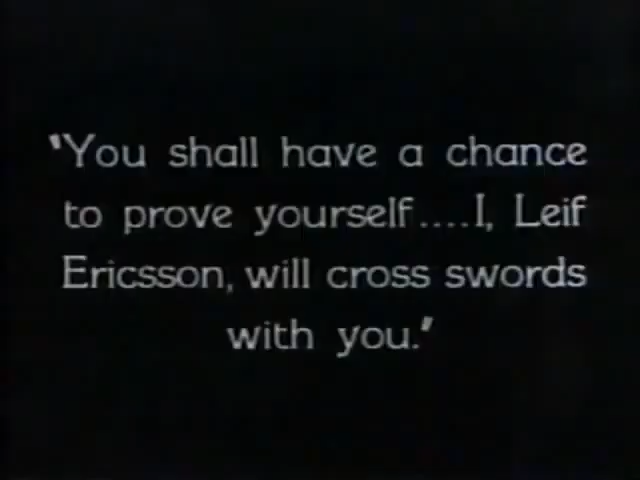 "You shall have a chance
to prove yourself....I, Leif
Ericsson, will cross swords
with you."